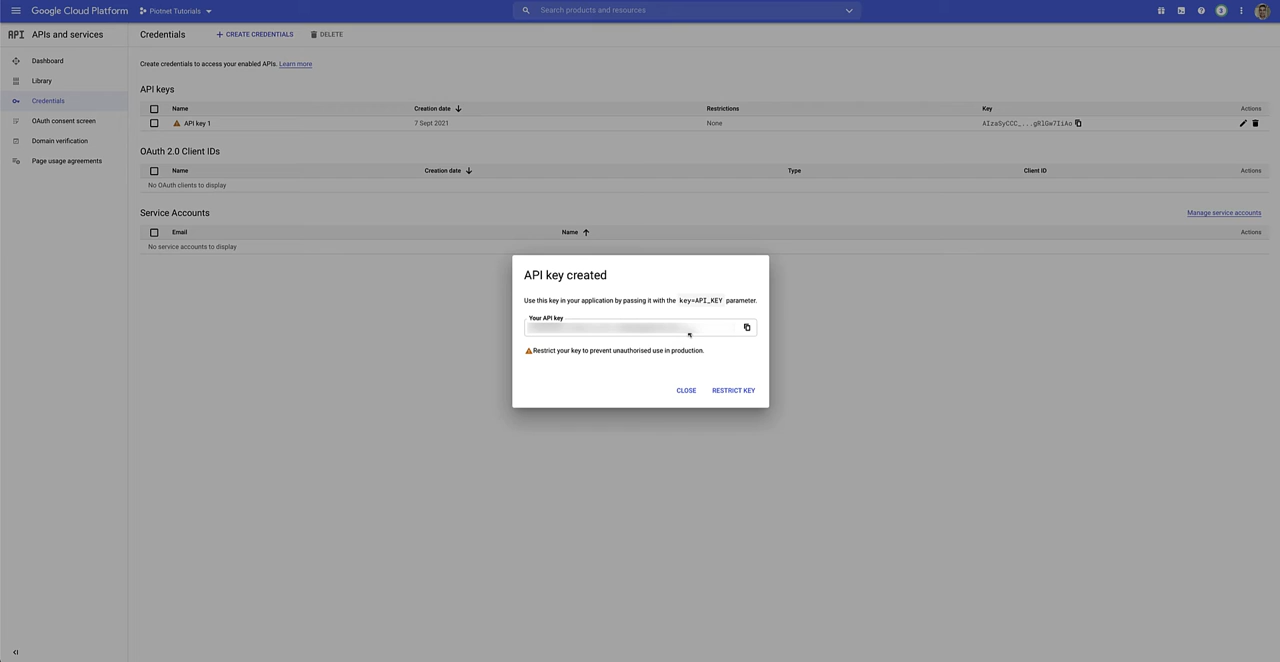 Google Cloud Platform Piotnet Tutorials Search products and resources 3
API APIs and services Credentials + CREATE CREDENTIALS DELETE
Dashboard
Create credentials to access your enabled APIs. Learn more
Library
API keys
Credentials
Name Creation date Restrictions Key Actions
OAuth consent screen
API key 1 7 Sept 2021 None AIzaSyCCC_...gRlGw7IiAo
Domain verification
OAuth 2.0 Client IDs
Page usage agreements
Name Creation date Type Client ID Actions
No OAuth clients to display
Service Accounts Manage service accounts
Email Name Actions
No service accounts to display
API key created
Use this key in your application by passing it with the key=API_KEY parameter.
Your API key
Restrict your key to prevent unauthorised use in production.
CLOSE RESTRICT KEY